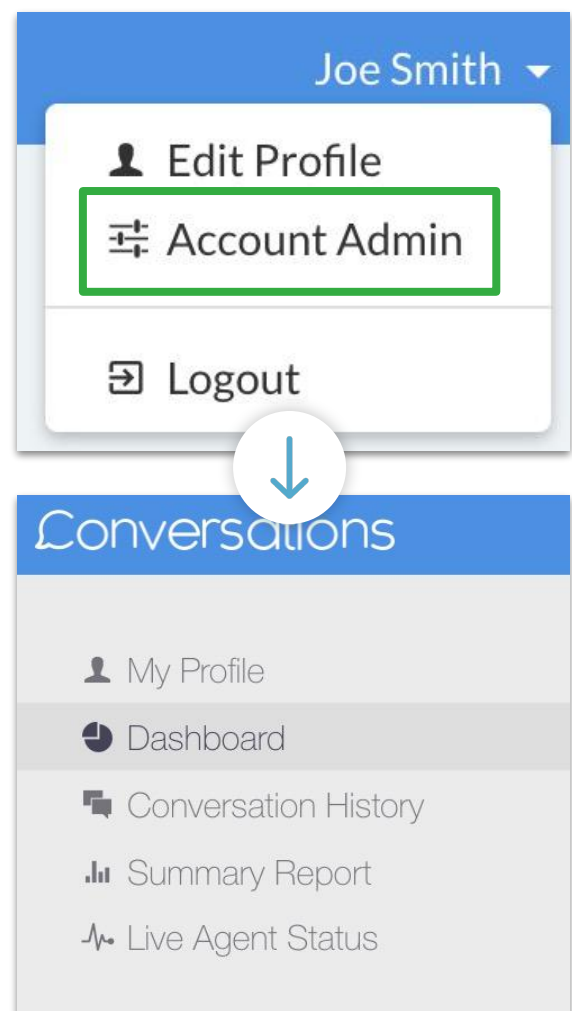 Joe Smith
Edit Profile
Account Admin
Logout
Conversations
My Profile
Dashboard
Conversation History
Summary Report
Live Agent Status